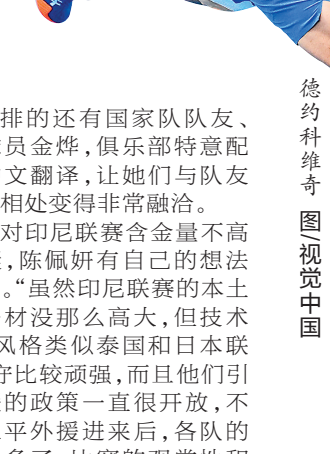 德约科维奇 图/视觉中国
排的还有国家队队友、
员金烨，俱乐部特意配
文翻译，让她们与队友
相处变得非常融洽。
对印尼联赛含金量不高
，陈佩妍有自己的想法
。“虽然印尼联赛的本土
材没那么高大，但技术
风格类似泰国和日本联
守比较顽强，而且他们引
的政策一直很开放，不
平外援进来后，各队的